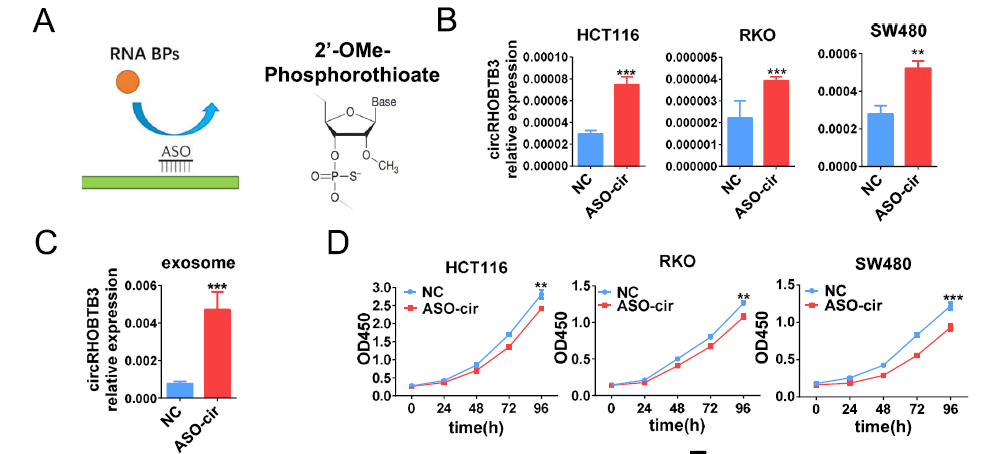 A
RNA BPs
ASO
2'-OMe-
Phosphorothioate
Base
O
O
O
CH₃
O=P-S⁻
O
B
circRHOBTB3
relative expression
HCT116
0.00010
0.00008
0.00006
0.00004
0.00002
0.00000
***
NC
ASO-cir
RKO
0.000005
0.000004
0.000003
0.000002
0.000001
0.000000
***
NC
ASO-cir
SW480
0.0006
0.0004
0.0002
0.0000
**
NC
ASO-cir
C
circRHOBTB3
relative expression
exosome
0.006
0.004
0.002
0.000
***
NC
ASO-cir
D
HCT116
OD450
3.0
2.5
2.0
1.5
1.0
0.5
0.0
NC
ASO-cir
**
0 24 48 72 96
time(h)
RKO
OD450
1.5
1.0
0.5
0.0
NC
ASO-cir
**
0 24 48 72 96
time(h)
SW480
OD450
1.5
1.0
0.5
0.0
NC
ASO-cir
***
0 24 48 72 96
time(h)